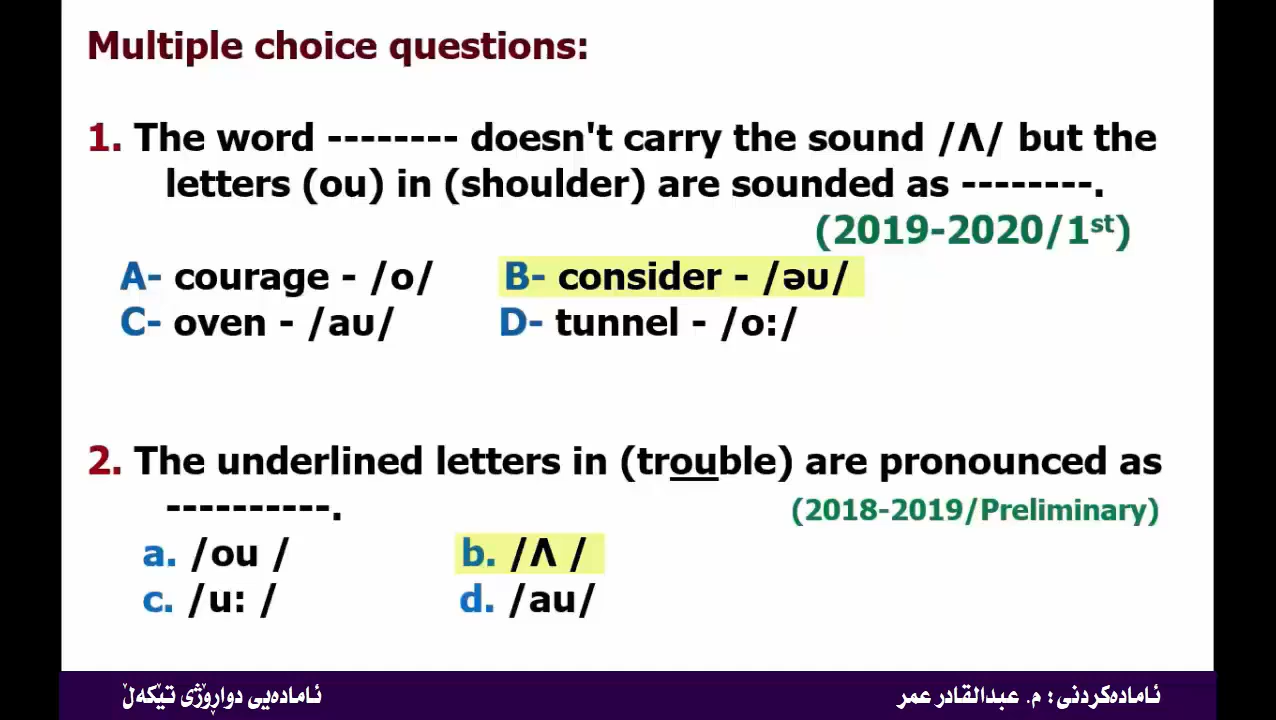 Multiple choice questions:
1. The word -------- doesn't carry the sound /Λ/ but the
letters (ou) in (shoulder) are sounded as --------.
(2019-2020/1st)
A- courage - /o/ B- consider - /əu/
C- oven - /au/ D- tunnel - /o:/
2. The underlined letters in (trouble) are pronounced as
----------. (2018-2019/Preliminary)
a. /ou / b. /Λ /
c. /u: / d. /au/
ئامادەکردنی: م. عبدالقادر عمر ئامادەیی دواڕۆژی تێکەڵ